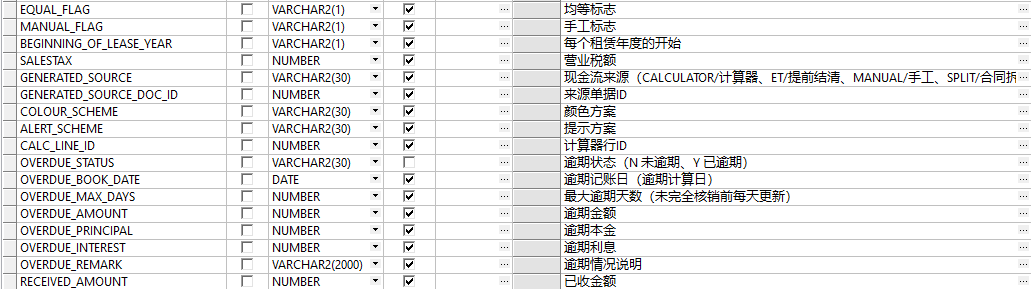 EQUAL_FLAG VARCHAR2(1) ... 均等标志 ...
MANUAL_FLAG VARCHAR2(1) ... 手工标志 ...
BEGINNING_OF_LEASE_YEAR VARCHAR2(1) ... 每个租赁年度的开始 ...
SALESTAX NUMBER ... 营业税额 ...
GENERATED_SOURCE VARCHAR2(30) ... 现金流来源（CALCULATOR/计算器、ET/提前结清、MANUAL/手工、SPLIT/合同拆 ...
GENERATED_SOURCE_DOC_ID NUMBER ... 来源单据ID ...
COLOUR_SCHEME VARCHAR2(30) ... 颜色方案 ...
ALERT_SCHEME VARCHAR2(30) ... 提示方案 ...
CALC_LINE_ID NUMBER ... 计算器行ID ...
OVERDUE_STATUS VARCHAR2(30) ... 逾期状态（N 未逾期、Y 已逾期） ...
OVERDUE_BOOK_DATE DATE ... 逾期记账日（逾期计算日） ...
OVERDUE_MAX_DAYS NUMBER ... 最大逾期天数（未完全核销前每天更新） ...
OVERDUE_AMOUNT NUMBER ... 逾期金额 ...
OVERDUE_PRINCIPAL NUMBER ... 逾期本金 ...
OVERDUE_INTEREST NUMBER ... 逾期利息 ...
OVERDUE_REMARK VARCHAR2(2000) ... 逾期情况说明 ...
RECEIVED_AMOUNT NUMBER ... 已收金额 ...